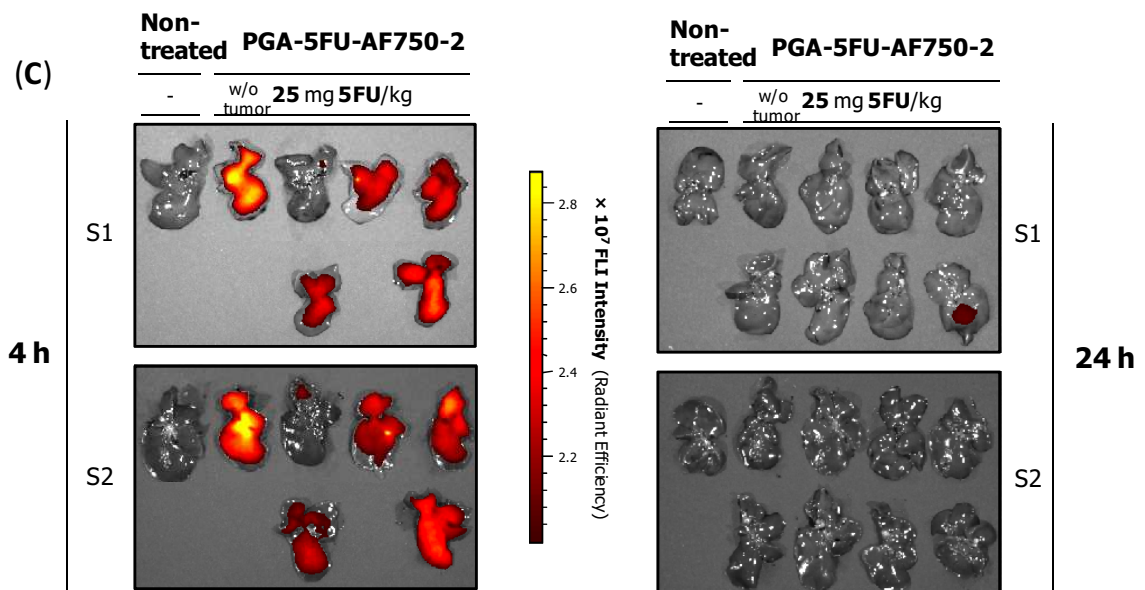 (C)
Non-
treated
PGA-5FU-AF750-2
-
w/o
tumor
25 mg 5FU/kg
4 h
S1
S2
2.8
2.6
2.4
2.2
× 10⁷ FLI Intensity (Radiant Efficiency)
Non-
treated
PGA-5FU-AF750-2
-
w/o
tumor
25 mg 5FU/kg
S1
S2
24 h